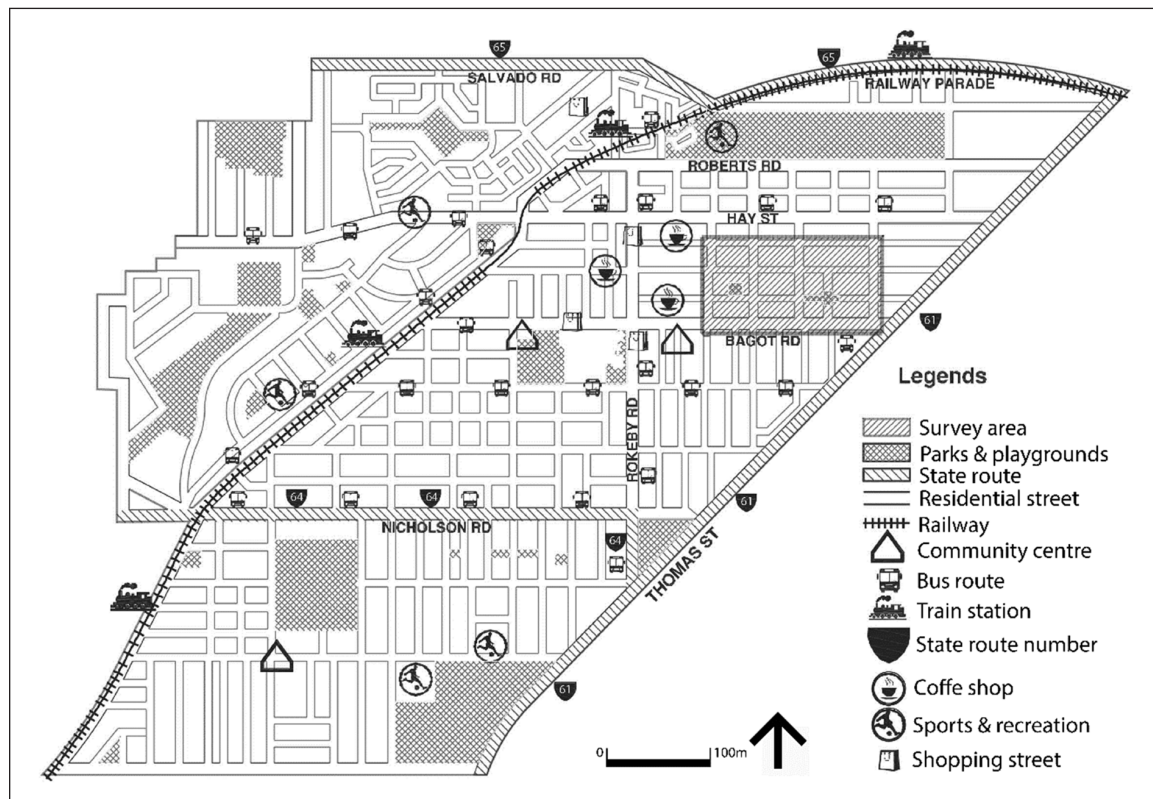 65
SALVADO RD
65
RAILWAY PARADE
ROBERTS RD
HAY ST
BAGOT RD
61
ROKEBY RD
64
64
NICHOLSON RD
61
64
THOMAS ST
61
Legends
Survey area
Parks & playgrounds
State route
Residential street
Railway
Community centre
Bus route
Train station
State route number
Coffe shop
Sports & recreation
Shopping street
0
100m